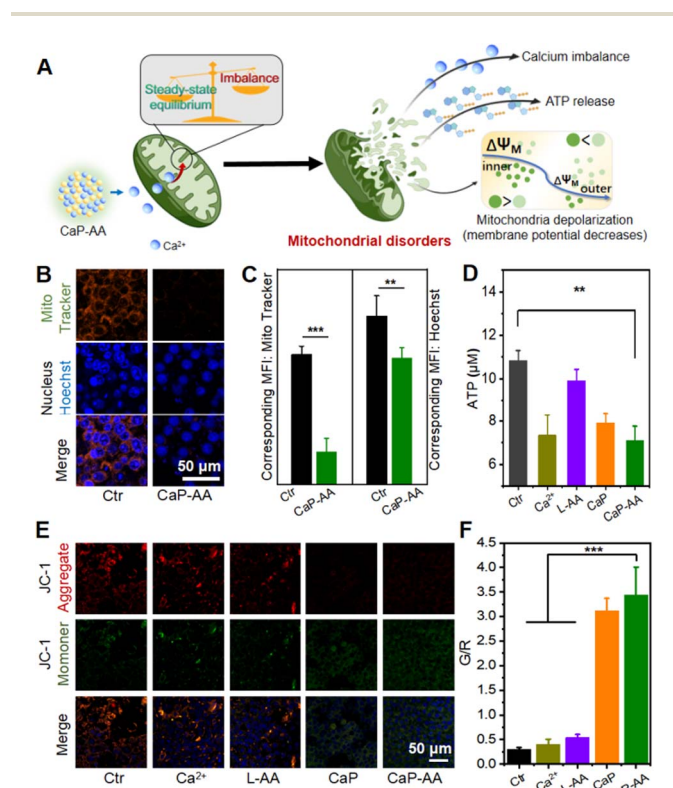 A
Steady-state
equilibrium
Imbalance
CaP-AA
Ca²⁺
Mitochondrial disorders
Calcium imbalance
ATP release
ΔΨM
inner
<
ΔΨM
outer
>
Mitochondria depolarization
(membrane potential decreases)
B
Mito
Tracker
Nucleus
Hoechst
Merge
50 μm
Ctr
CaP-AA
C
Corresponding MFI: Mito Tracker
***
**
Corresponding MFI: Hoechst
Ctr
CaP-AA
Ctr
CaP-AA
D
ATP (μM)
14
12
10
8
6
**
Ctr
Ca²⁺
L-AA
CaP
CaP-AA
E
JC-1
Aggregate
JC-1
Momoner
Merge
50 μm
Ctr
Ca²⁺
L-AA
CaP
CaP-AA
F
G/R
4.5
4.0
3.5
3.0
2.5
2.0
1.5
1.0
0.5
0.0
***
Ctr
Ca²⁺
L-AA
CaP
P-AA